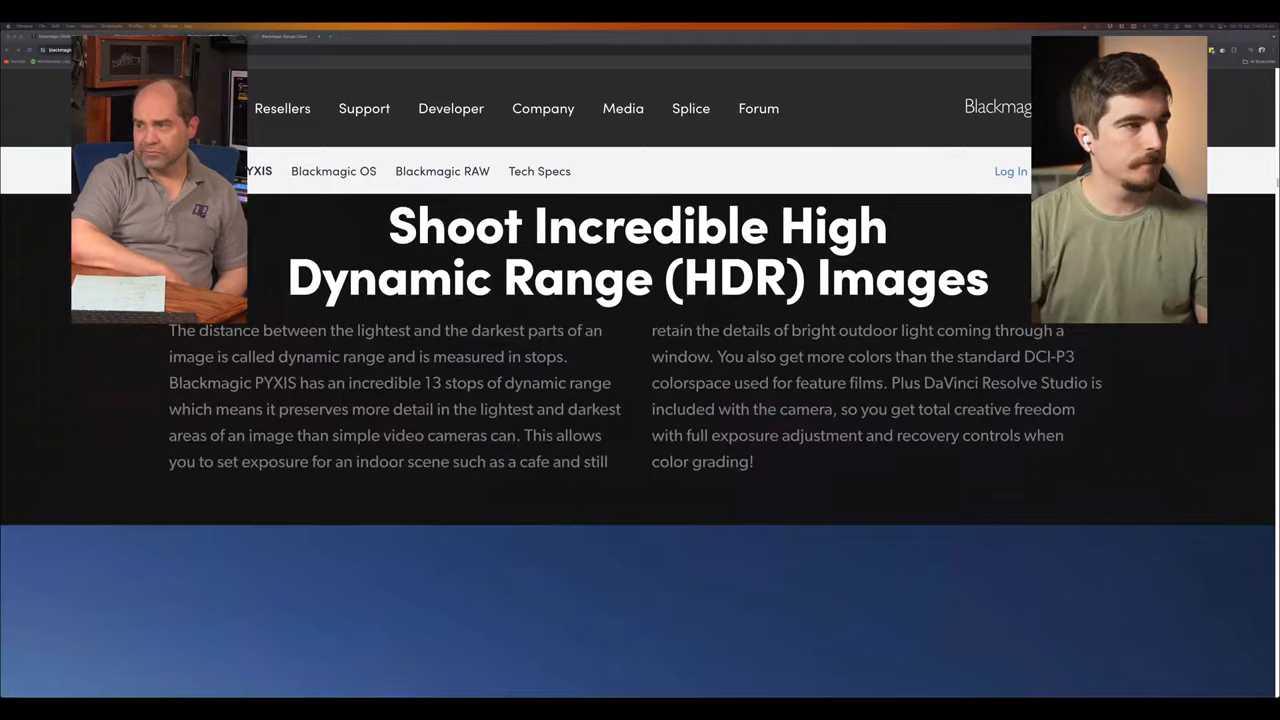 blackmagic
Resellers Support Developer Company Media Splice Forum
Blackmag
YXIS Blackmagic OS Blackmagic RAW Tech Specs
Log In
Shoot Incredible High
Dynamic Range (HDR) Images
The distance between the lightest and the darkest parts of an
image is called dynamic range and is measured in stops.
Blackmagic PYXIS has an incredible 13 stops of dynamic range
which means it preserves more detail in the lightest and darkest
areas of an image than simple video cameras can. This allows
you to set exposure for an indoor scene such as a cafe and still
retain the details of bright outdoor light coming through a
window. You also get more colors than the standard DCI-P3
colorspace used for feature films. Plus DaVinci Resolve Studio is
included with the camera, so you get total creative freedom
with full exposure adjustment and recovery controls when
color grading!